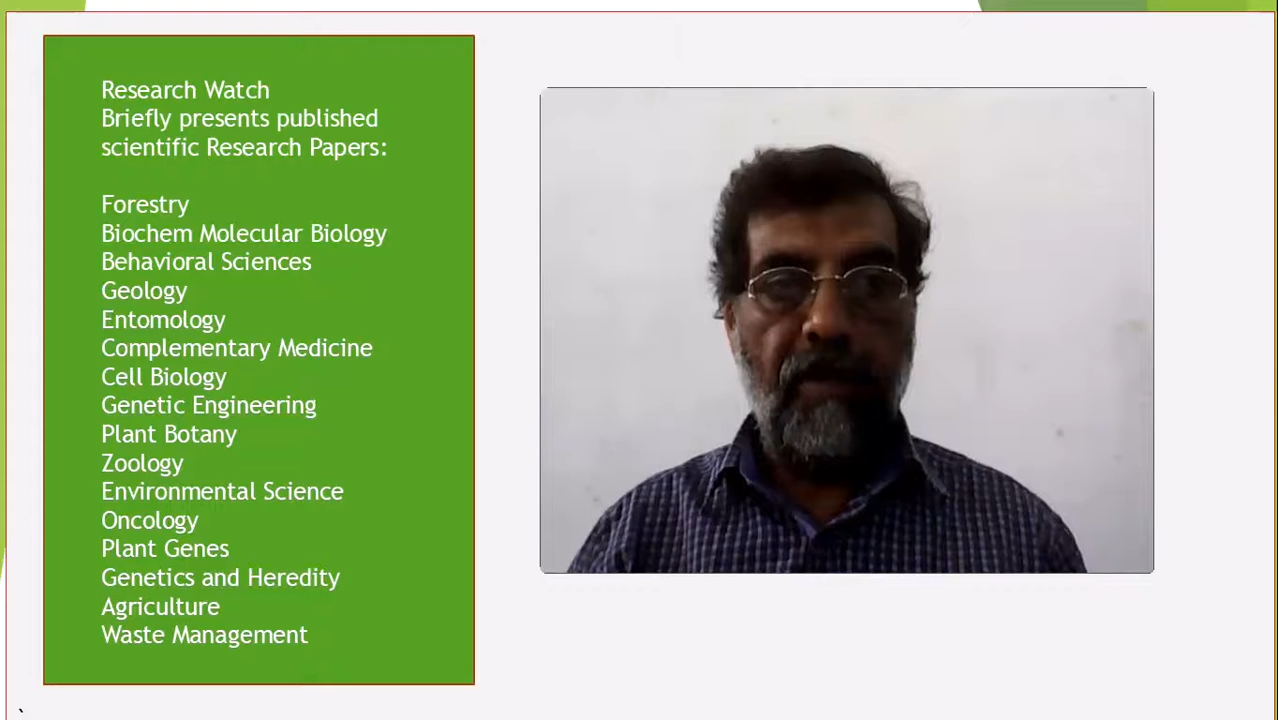 Research Watch
Briefly presents published
scientific Research Papers:
Forestry
Biochem Molecular Biology
Behavioral Sciences
Geology
Entomology
Complementary Medicine
Cell Biology
Genetic Engineering
Plant Botany
Zoology
Environmental Science
Oncology
Plant Genes
Genetics and Heredity
Agriculture
Waste Management
`